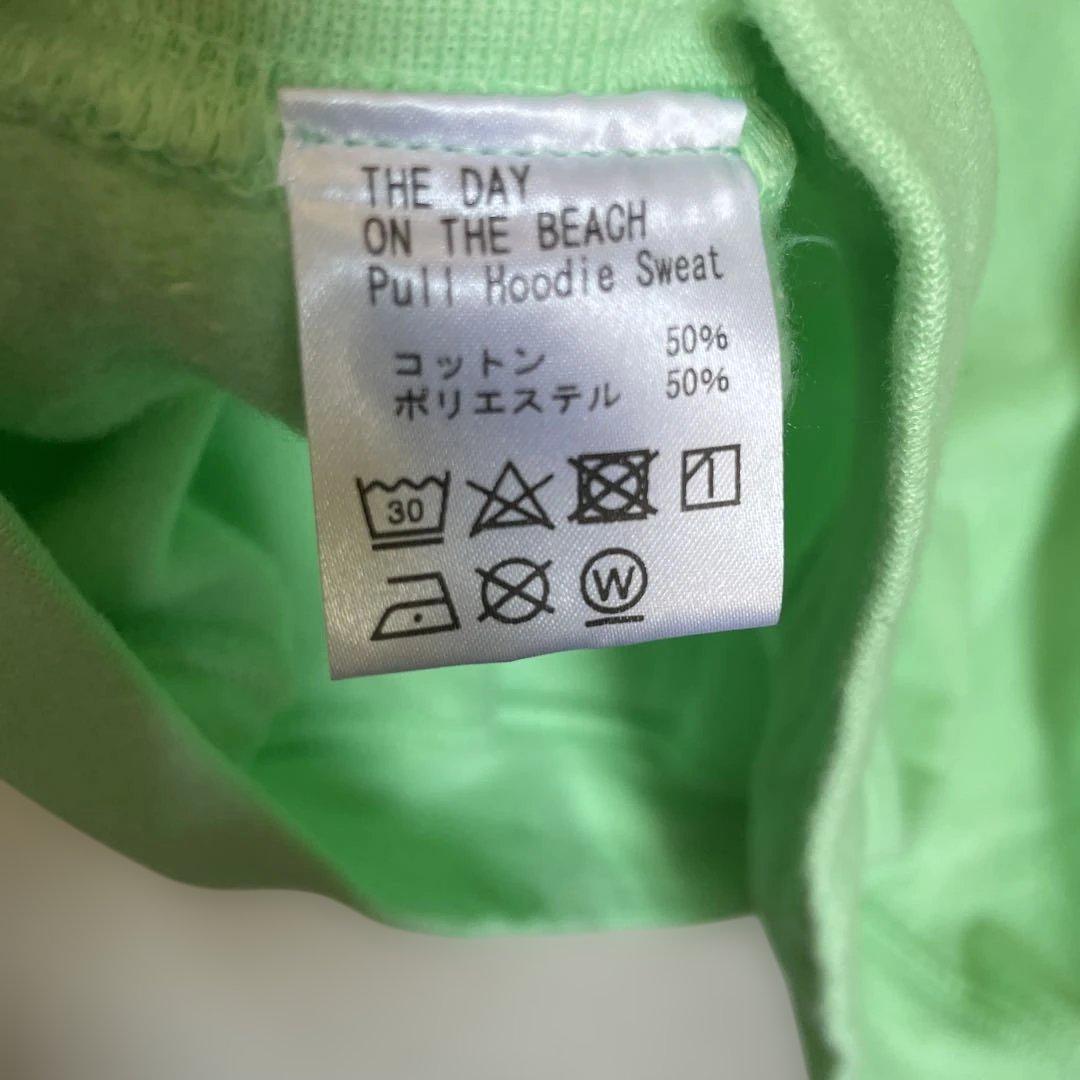 THE DAY
ON THE BEACH
Pull Hoodie Sweat
コットン 50%
ポリエステル 50%
30
W